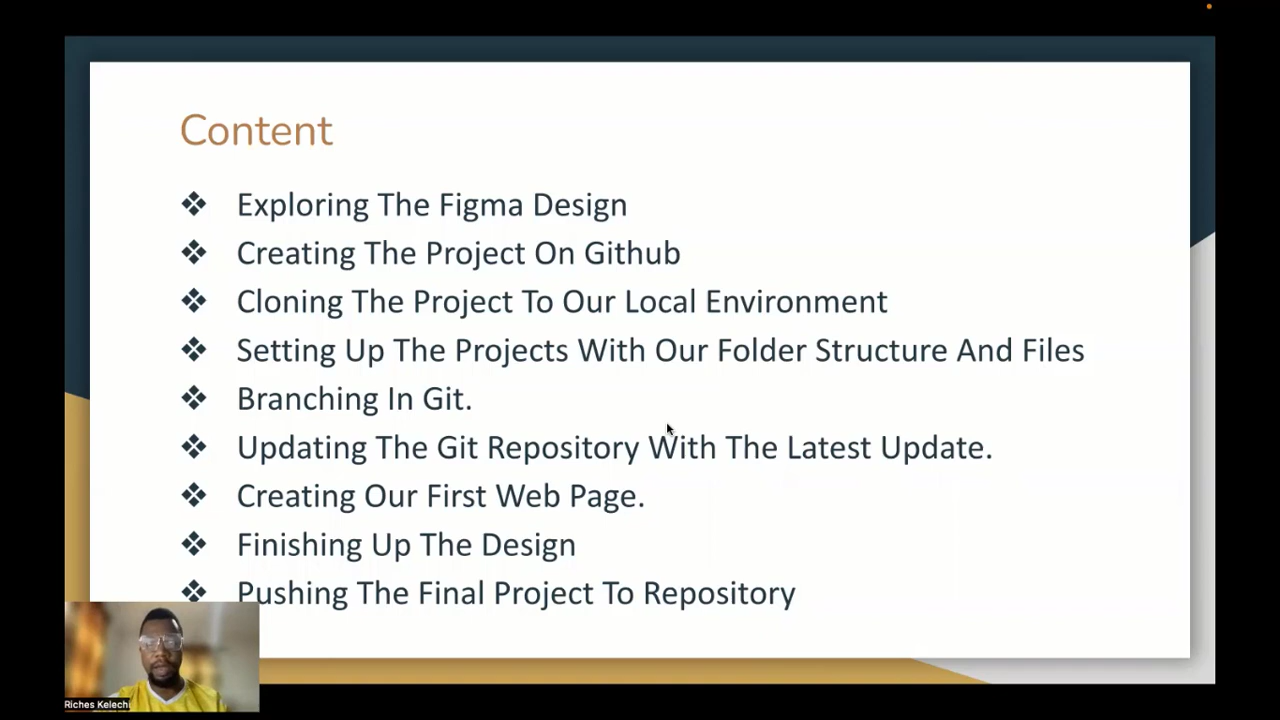 Content
❖ Exploring The Figma Design
❖ Creating The Project On Github
❖ Cloning The Project To Our Local Environment
❖ Setting Up The Projects With Our Folder Structure And Files
❖ Branching In Git.
❖ Updating The Git Repository With The Latest Update.
❖ Creating Our First Web Page.
❖ Finishing Up The Design
❖ Pushing The Final Project To Repository
Riches Kelechi